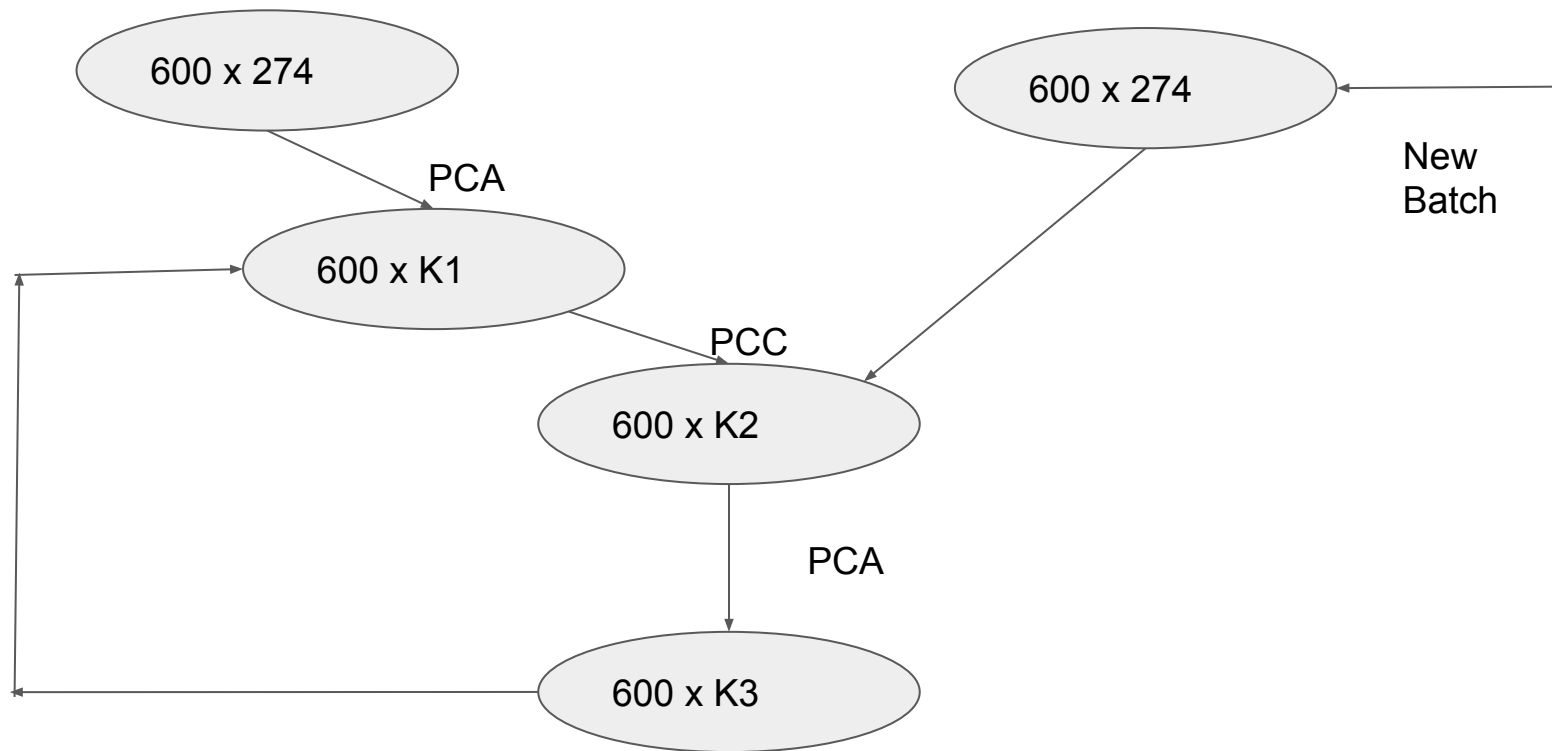 600 x 274
600 x 274
New
Batch
PCA
600 x K1
PCC
600 x K2
PCA
600 x K3